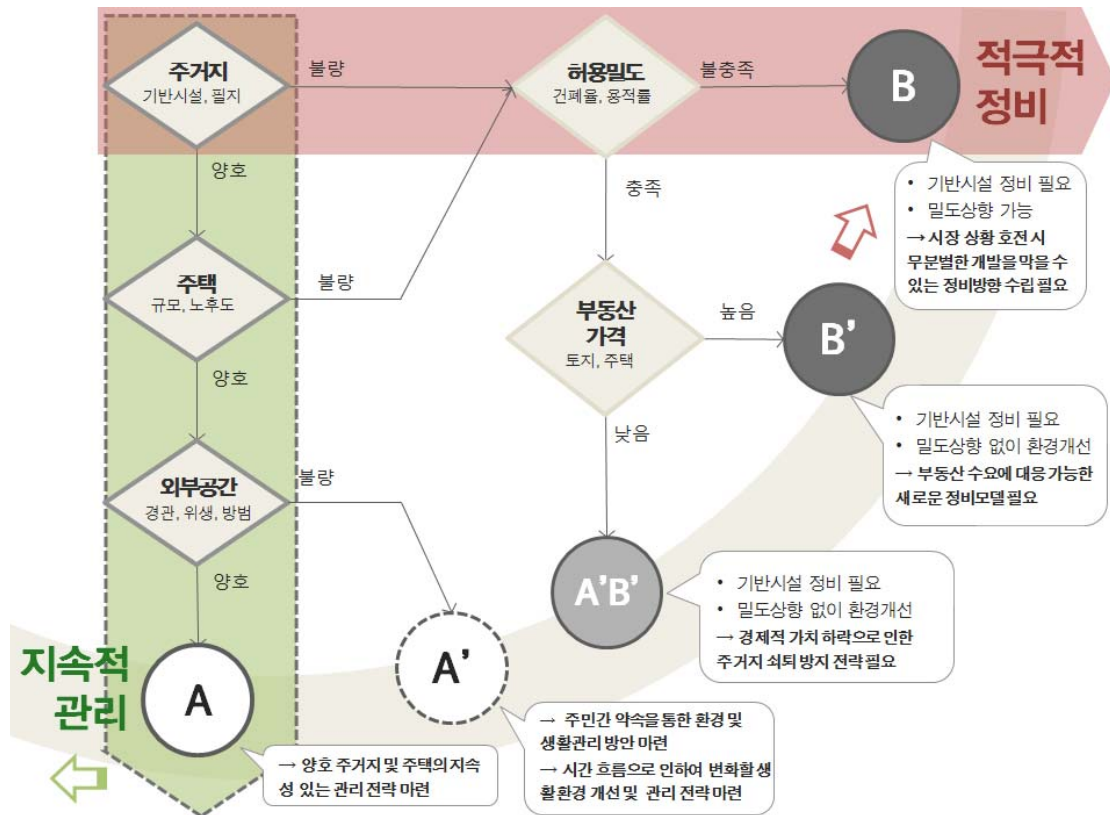 주거지
기반시설, 필지
불량
허용밀도
건폐율, 용적률
불충족
B
적극적
정비
양호
충족
• 기반시설 정비 필요
• 밀도상향 가능
→ 시장 상황 호전 시
무분별한 개발을 막을 수
있는 정비방향 수립 필요
주택
규모, 노후도
불량
부동산
가격
토지, 주택
높음
B’
양호
낮음
• 기반시설 정비 필요
• 밀도상향 없이 환경개선
→ 부동산 수요에 대응 가능한
새로운 정비모델 필요
외부공간
경관, 위생, 방범
불량
양호
A’B’
• 기반시설 정비 필요
• 밀도상향 없이 환경개선
→ 경제적 가치 하락으로 인한
주거지 쇠퇴 방지 전략 필요
지속적
관리
A
A’
→ 양호 주거지 및 주택의 지속
성 있는 관리 전략 마련
→ 주민간 약속을 통한 환경 및
생활관리 방안 마련
→ 시간 흐름으로 인하여 변화할 생
활환경 개선 및 관리 전략 마련